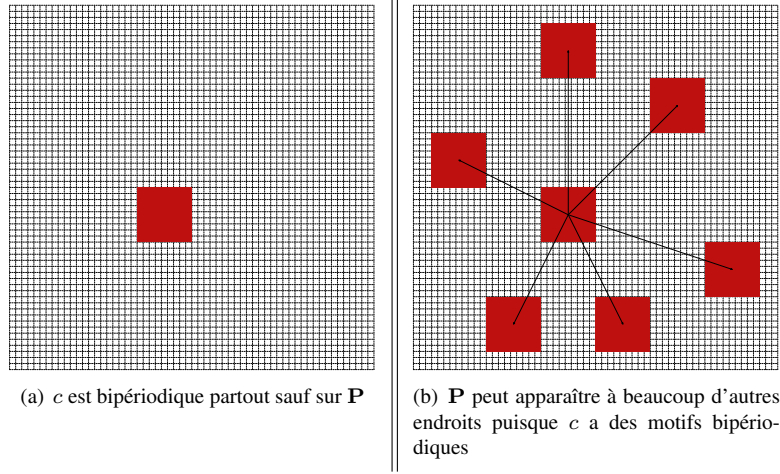 (a) c est bipériodique partout sauf sur P
(b) P peut apparaître à beaucoup d'autres
endroits puisque c a des motifs bipério-
diques